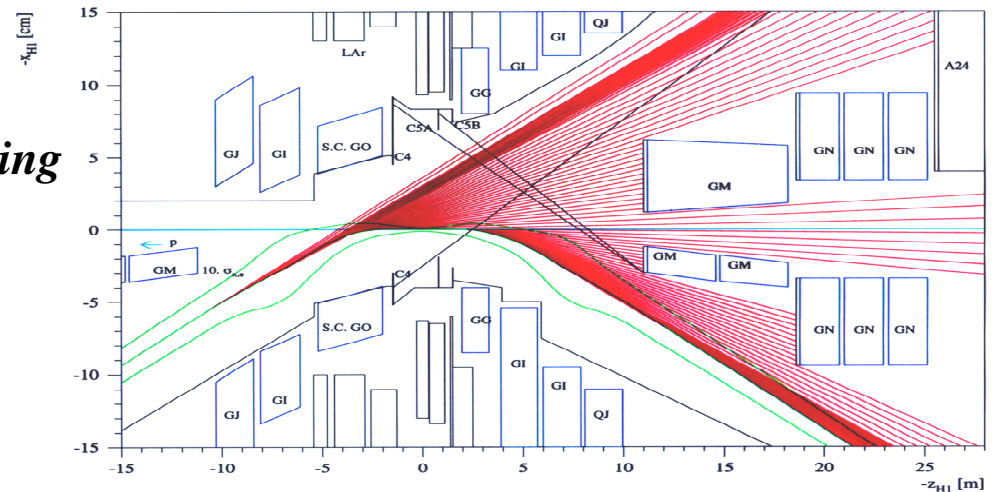 ing
-x_H1 [cm]
15
10
5
0
-5
-10
-15
LAr
GG
GI
GI
QJ
A24
GJ
GI
S.C. GO
C4
C5A
C5B
GM
GN
GN
GN
← P
GM
10. σ_x,e
C4
GM
GM
S.C. GO
GG
GN
GN
GN
GI
GI
GJ
GI
QJ
-15
-10
-5
0
5
10
15
20
25
-z_H1 [m]